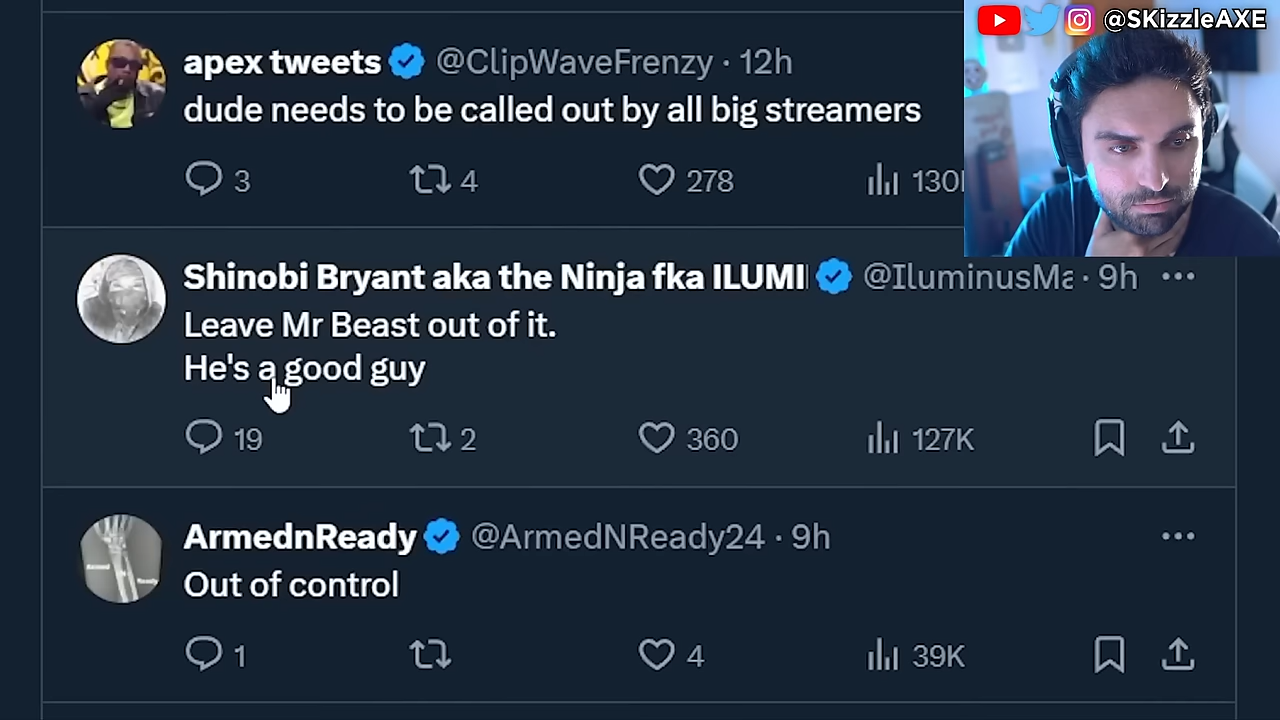 @SKizzleAXE
apex tweets @ClipWaveFrenzy · 12h
dude needs to be called out by all big streamers
3 4 278 130
Shinobi Bryant aka the Ninja fka ILUMI @IluminusMa · 9h
Leave Mr Beast out of it.
He's a good guy
19 2 360 127K
ArmednReady @ArmedNReady24 · 9h
Out of control
1 4 39K